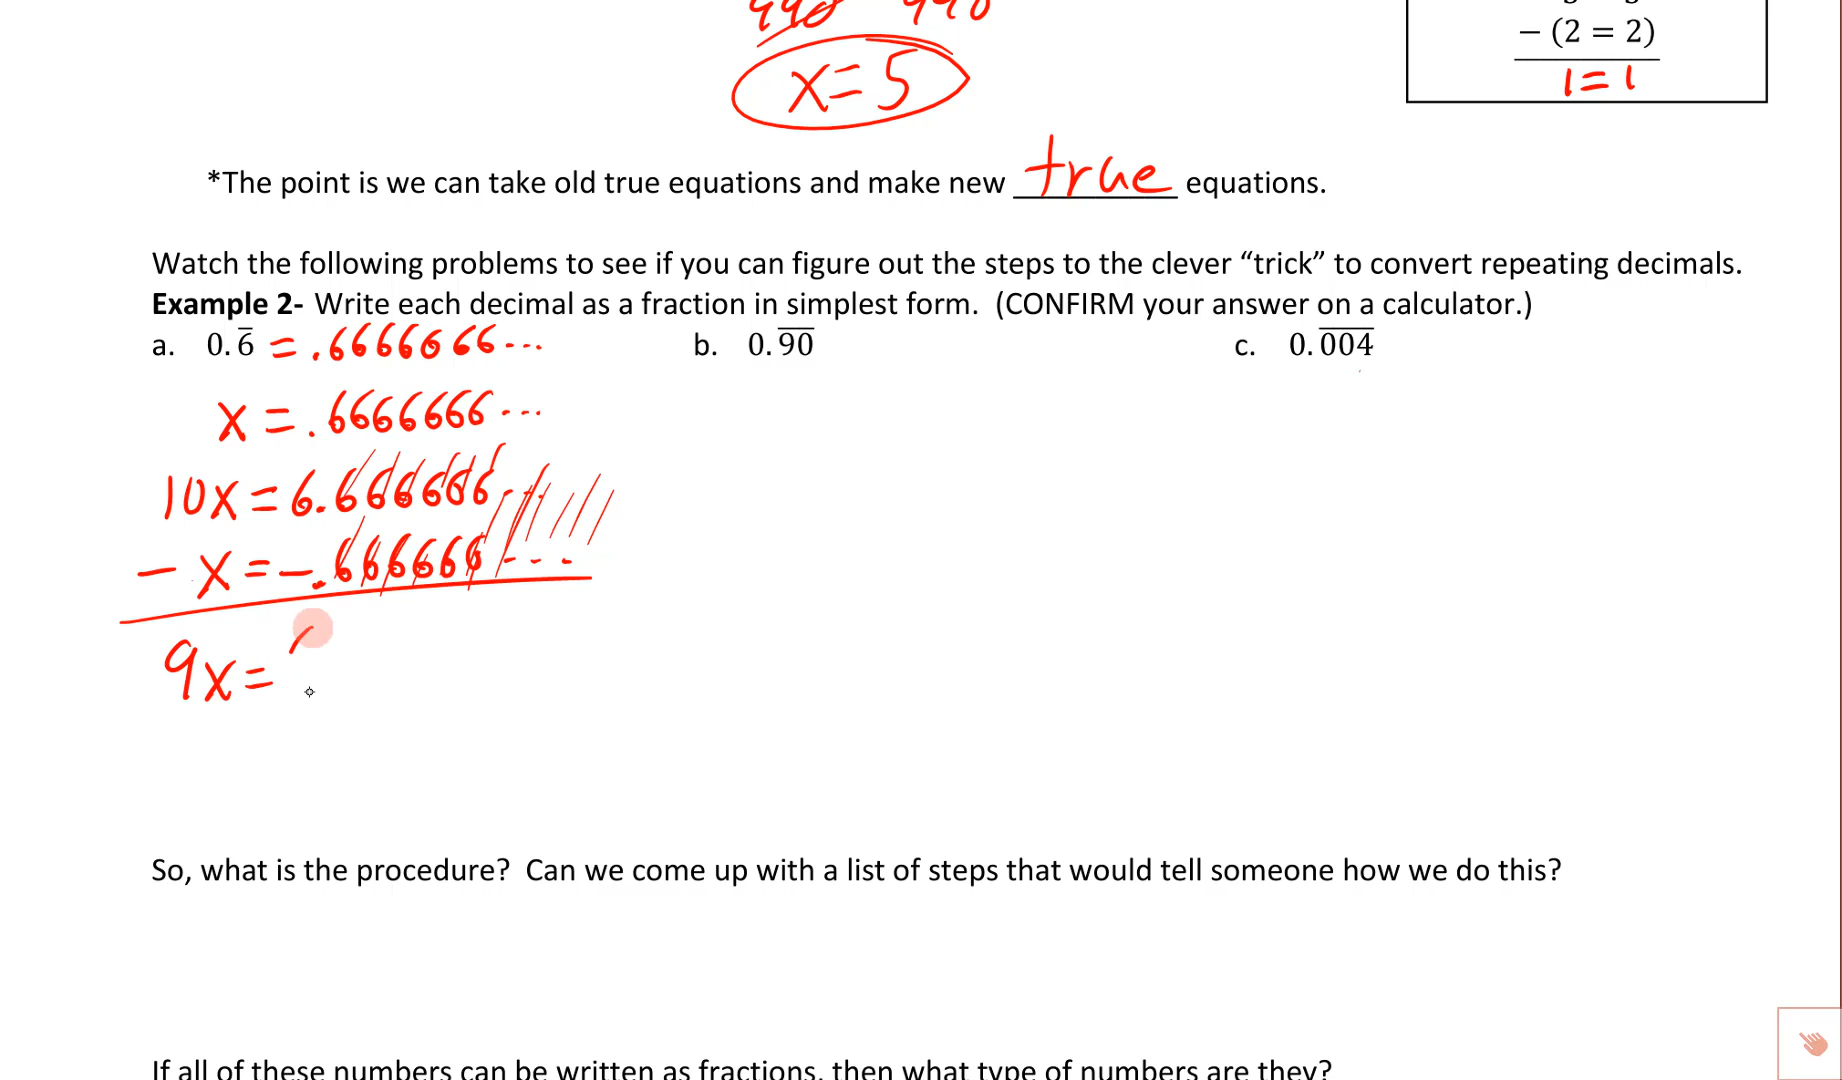 - (2 = 2)
x = 5
1 = 1
*The point is we can take old true equations and make new true equations.
Watch the following problems to see if you can figure out the steps to the clever “trick” to convert repeating decimals.
Example 2- Write each decimal as a fraction in simplest form. (CONFIRM your answer on a calculator.)
a. 0.6̅ = .6666666... b. 0.9̅0̅ c. 0.0̅0̅4̅
x = .6666666...
10x = 6.666666...
- x = -.666666...
9x =
So, what is the procedure? Can we come up with a list of steps that would tell someone how we do this?
If all of these numbers can be written as fractions, then what type of numbers are they?